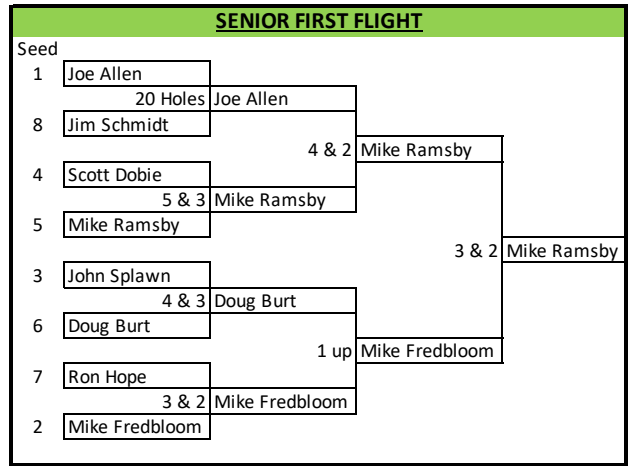 SENIOR FIRST FLIGHT
Seed
1 Joe Allen
20 Holes Joe Allen
8 Jim Schmidt
4 & 2 Mike Ramsby
4 Scott Dobie
5 & 3 Mike Ramsby
5 Mike Ramsby
3 & 2 Mike Ramsby
3 John Splawn
4 & 3 Doug Burt
6 Doug Burt
1 up Mike Fredbloom
7 Ron Hope
3 & 2 Mike Fredbloom
2 Mike Fredbloom